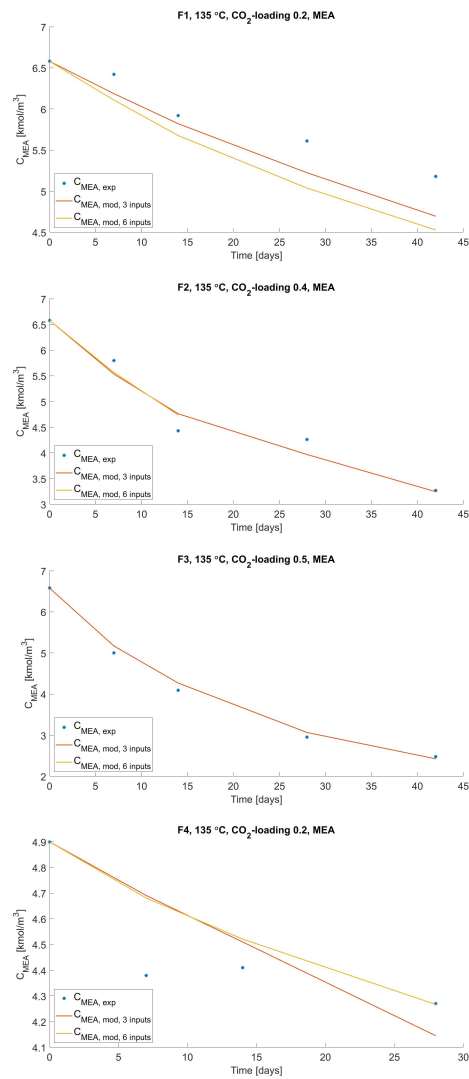 F1, 135 °C, CO2-loading 0.2, MEA
7
6.5
6
5.5
5
4.5
CMEA [kmol/m3]
CMEA, exp
CMEA, mod, 3 inputs
CMEA, mod, 6 inputs
0 5 10 15 20 25 30 35 40 45
Time [days]
F2, 135 °C, CO2-loading 0.4, MEA
7
6.5
6
5.5
5
4.5
4
3.5
3
CMEA [kmol/m3]
CMEA, exp
CMEA, mod, 3 inputs
CMEA, mod, 6 inputs
0 5 10 15 20 25 30 35 40 45
Time [days]
F3, 135 °C, CO2-loading 0.5, MEA
7
6
5
4
3
2
CMEA [kmol/m3]
CMEA, exp
CMEA, mod, 3 inputs
CMEA, mod, 6 inputs
0 5 10 15 20 25 30 35 40 45
Time [days]
F4, 135 °C, CO2-loading 0.2, MEA
4.9
4.8
4.7
4.6
4.5
4.4
4.3
4.2
4.1
CMEA [kmol/m3]
CMEA, exp
CMEA, mod, 3 inputs
CMEA, mod, 6 inputs
0 5 10 15 20 25 30
Time [days]